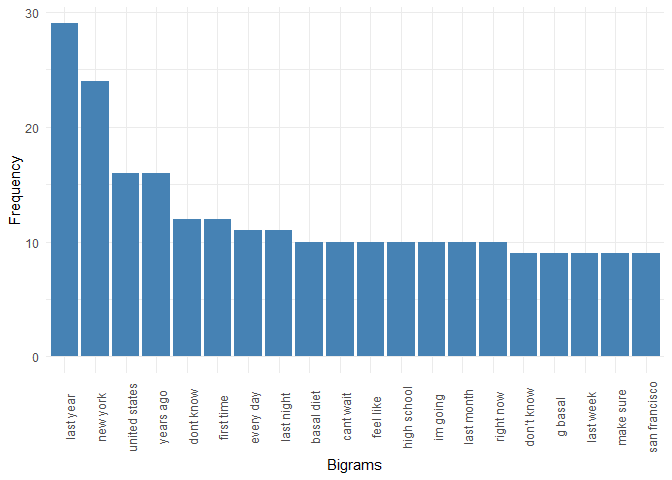 30
20
10
0
Frequency
last year
new york
united states
years ago
dont know
first time
every day
last night
basal diet
cant wait
feel like
high school
im going
last month
right now
don't know
g basal
last week
make sure
san francisco
Bigrams